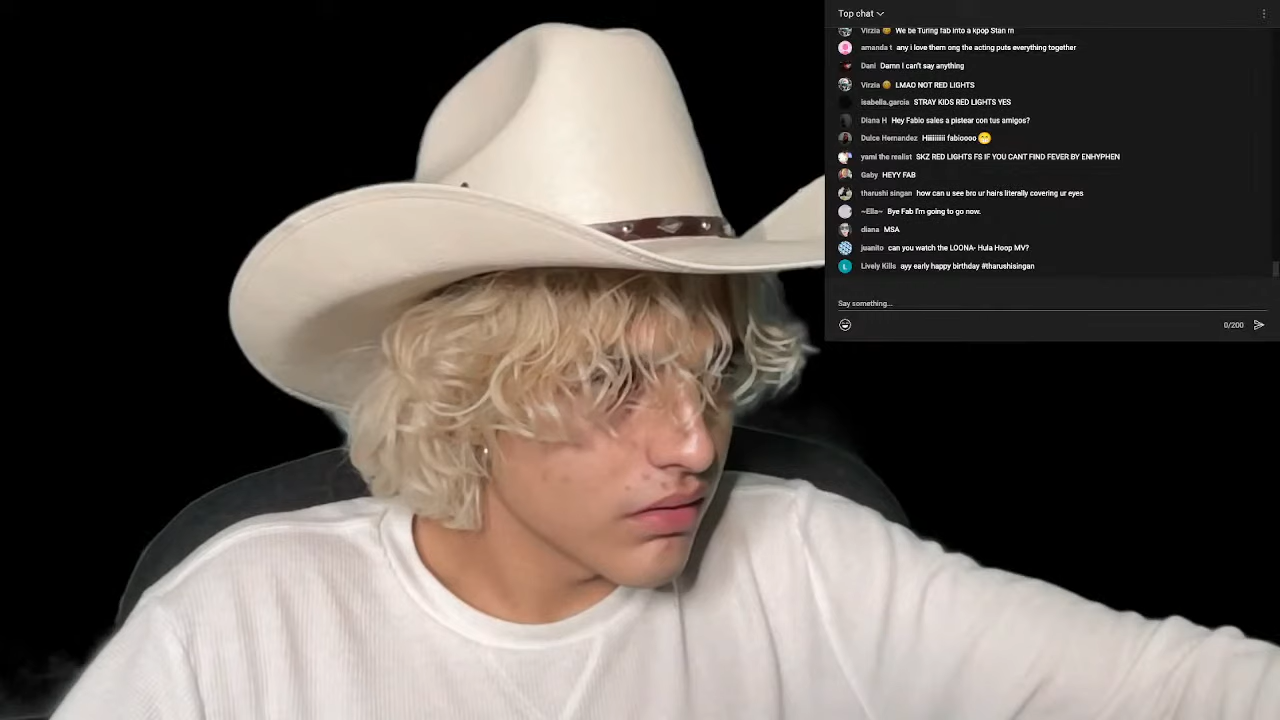 Top chat
Virzia We be Turing fab into a kpop Stan rn
amanda t any i love them ong the acting puts everything together
Dani Damn I can't say anything
Virzia LMAO NOT RED LIGHTS
isabella.garcia STRAY KIDS RED LIGHTS YES
Diana H Hey Fabio sales a pistear con tus amigos?
Dulce Hernandez Hiiiiiiiii fabioooo 😁
yami the realist SKZ RED LIGHTS FS IF YOU CANT FIND FEVER BY ENHYPHEN
Gaby HEYY FAB
tharushi singan how can u see bro ur hairs literally covering ur eyes
~Ella~ Bye Fab I'm going to go now.
diana MSA
juanito can you watch the LOONA- Hula Hoop MV?
L Lively Kills ayy early happy birthday #tharushisingan
Say something...
0/200